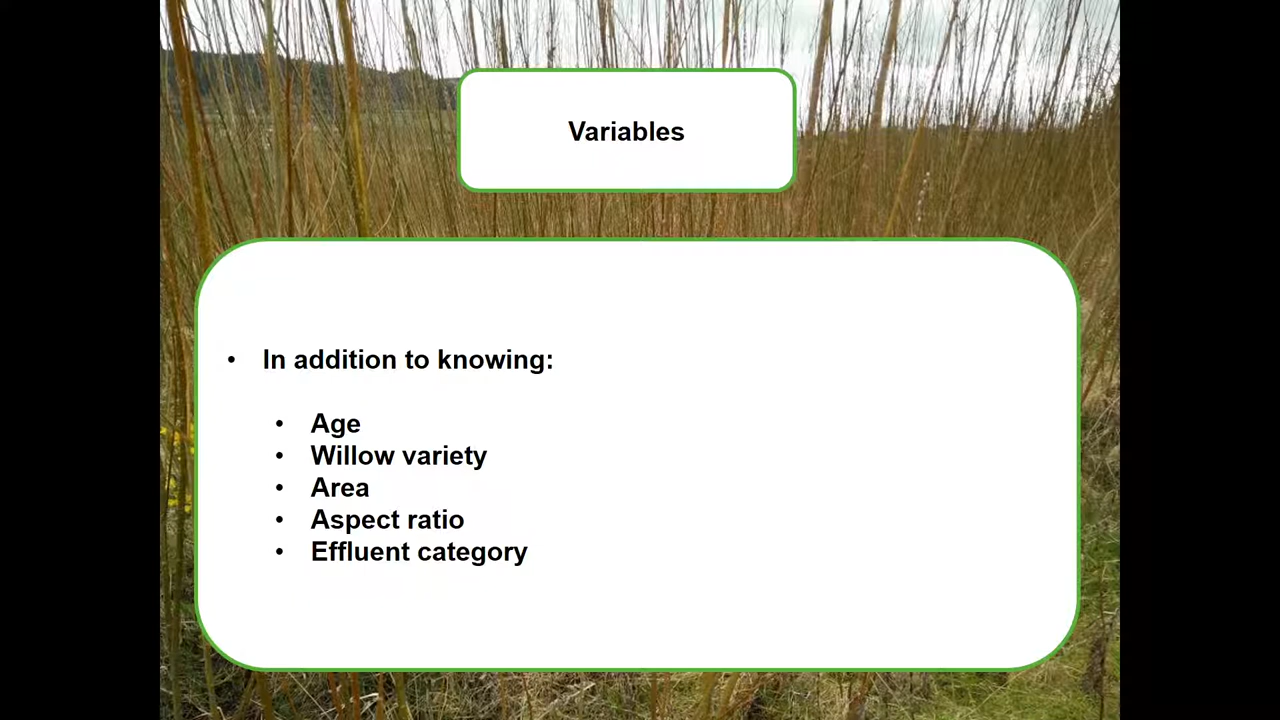 Variables
• In addition to knowing:
• Age
• Willow variety
• Area
• Aspect ratio
• Effluent category